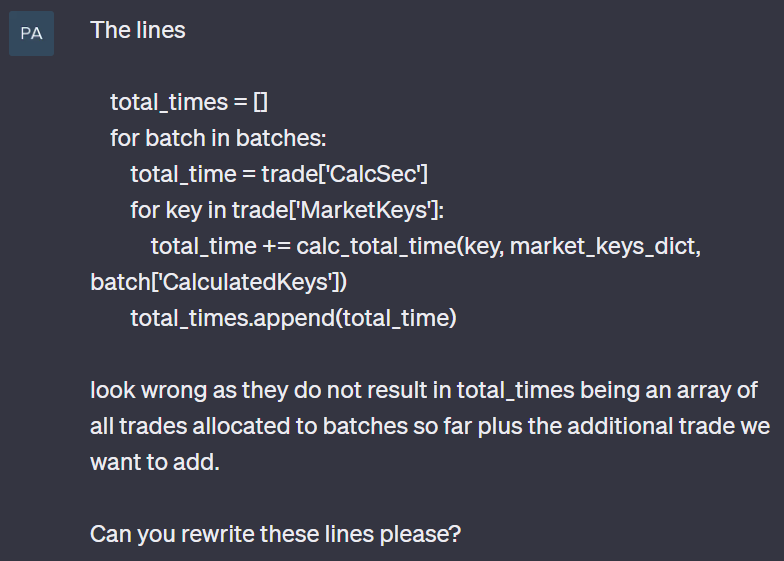 PA
The lines
total_times = []
for batch in batches:
total_time = trade['CalcSec']
for key in trade['MarketKeys']:
total_time += calc_total_time(key, market_keys_dict,
batch['CalculatedKeys'])
total_times.append(total_time)
look wrong as they do not result in total_times being an array of
all trades allocated to batches so far plus the additional trade we
want to add.
Can you rewrite these lines please?